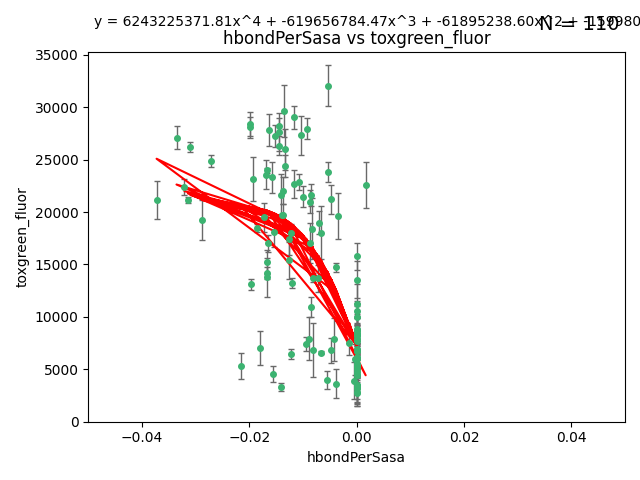 y = 6243225371.81x^4 + -619656784.47x^3 + -61895238.60x^2 + -159980
N = 110
hbondPerSasa vs toxgreen_fluor
35000
30000
25000
20000
15000
10000
5000
0
toxgreen_fluor
−0.04 −0.02 0.00 0.02 0.04
hbondPerSasa